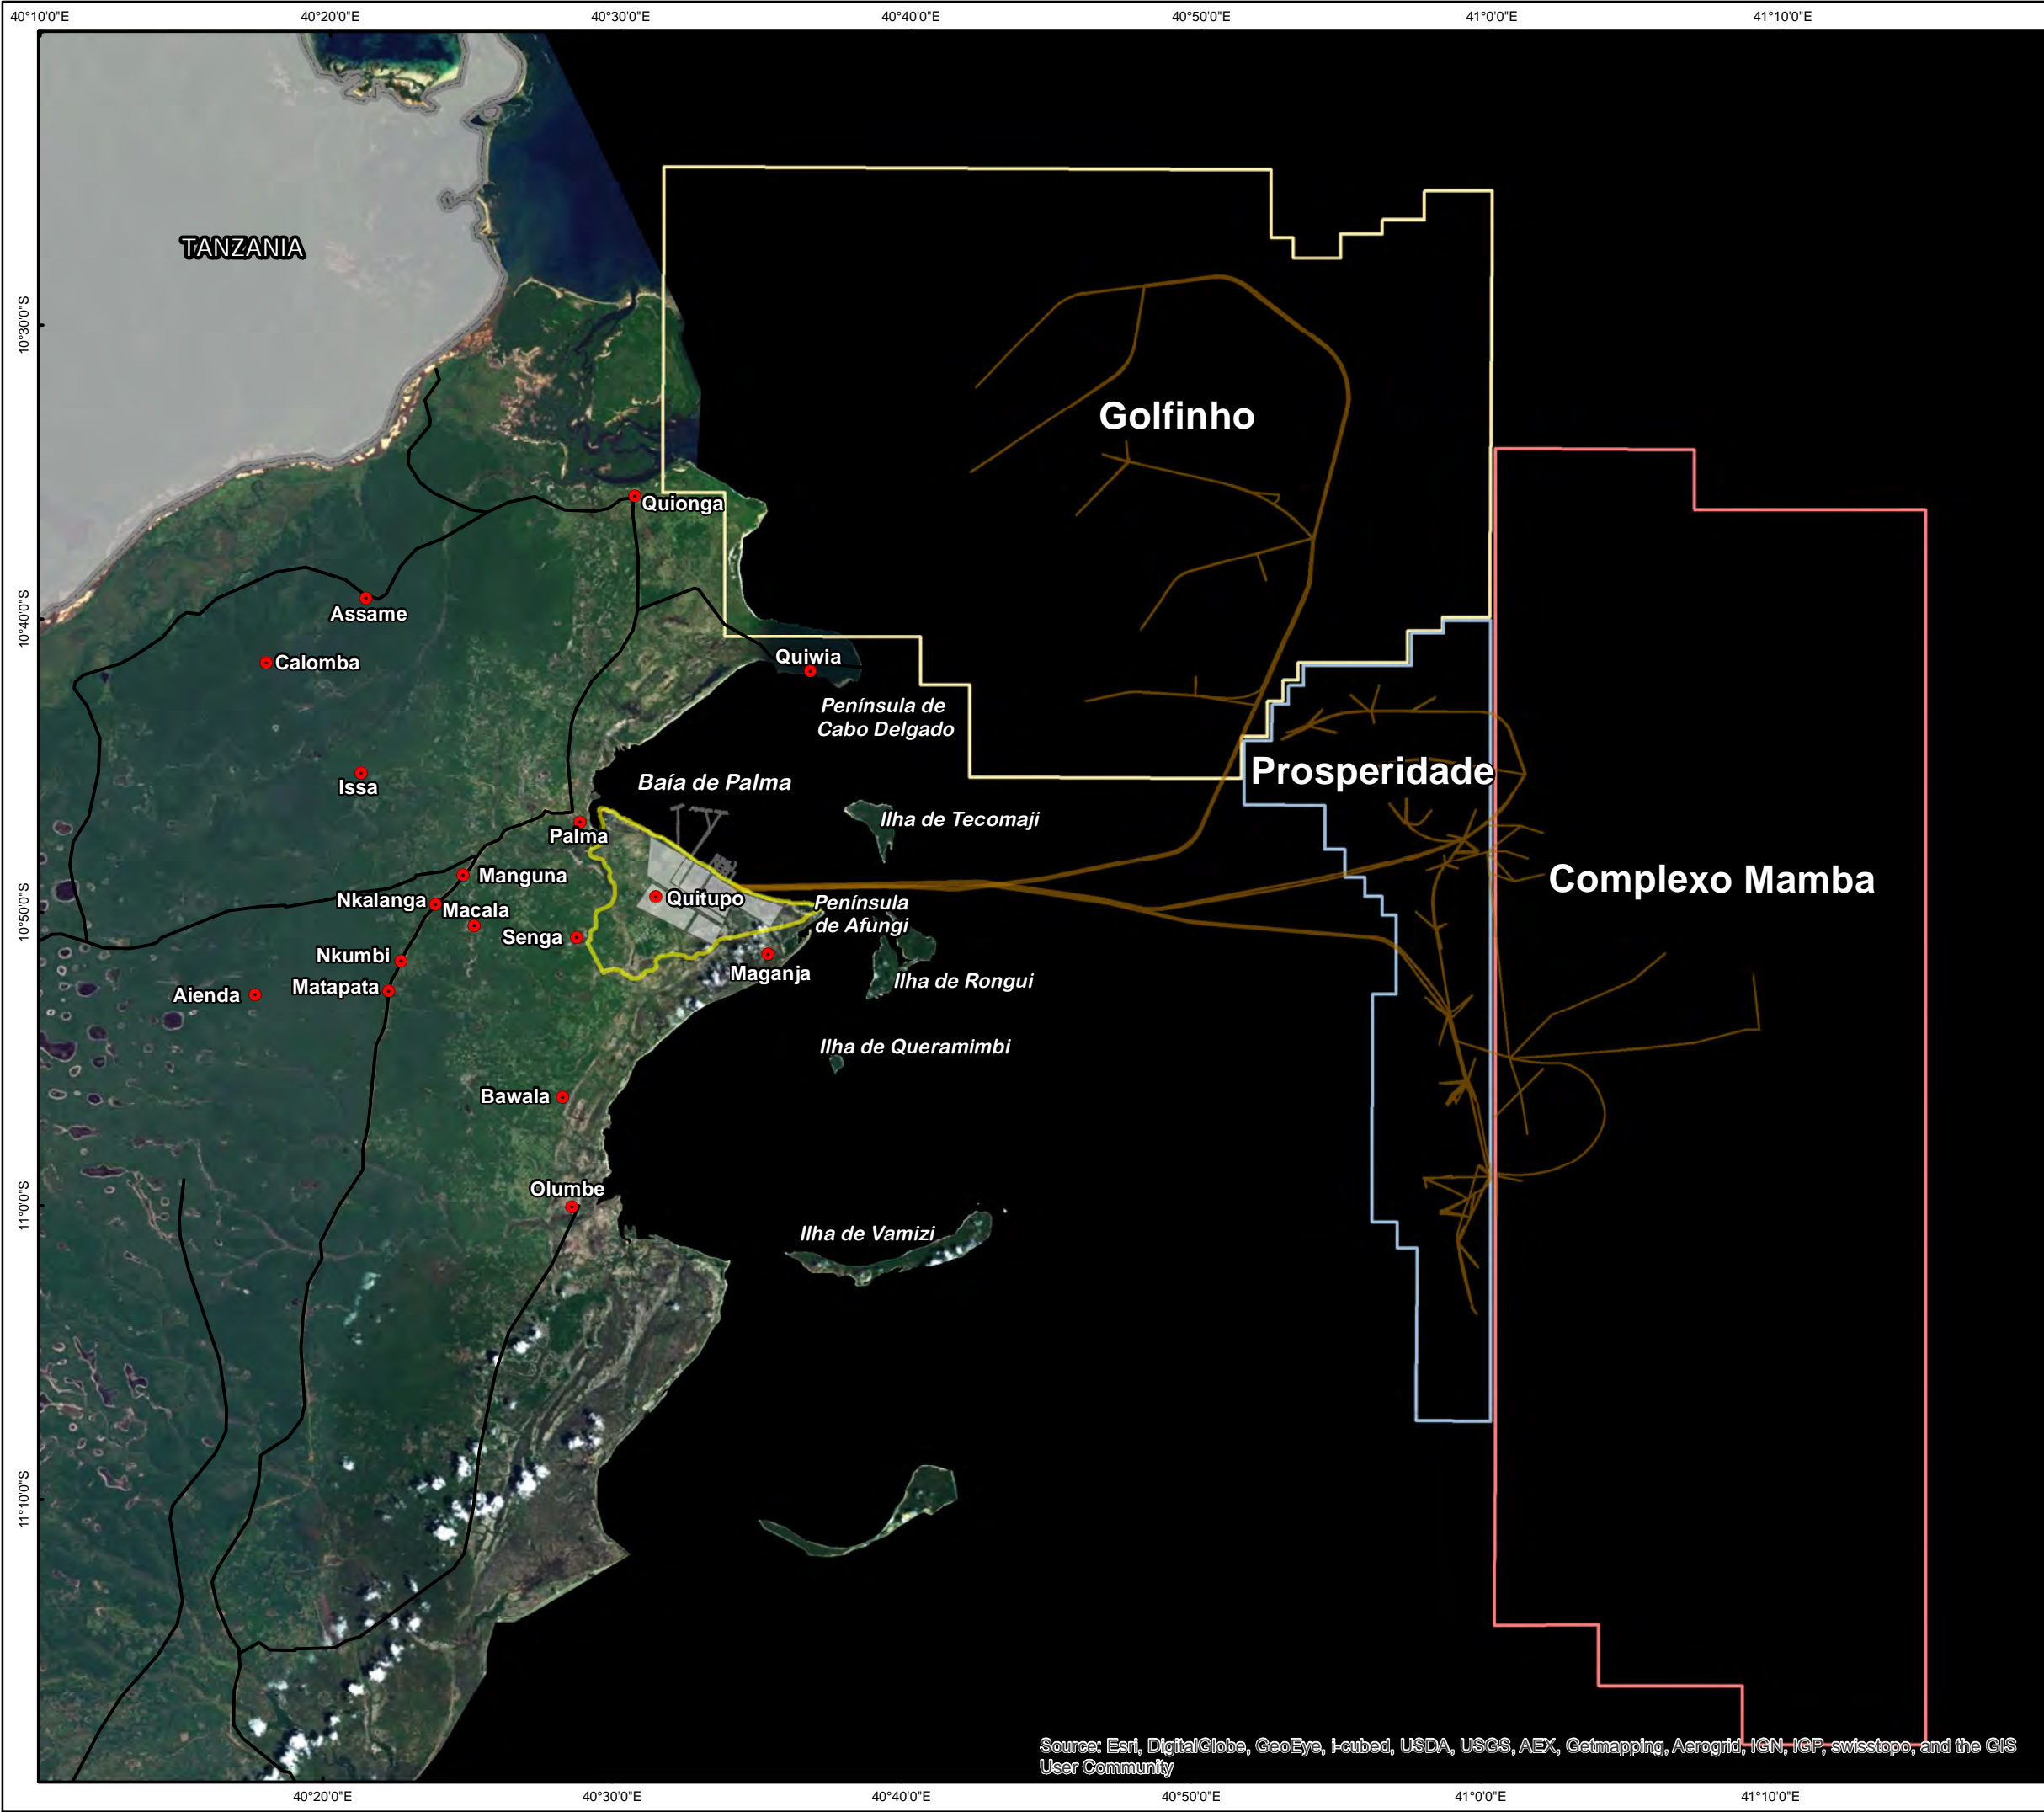 40°10'0"E
40°20'0"E
40°30'0"E
40°40'0"E
40°50'0"E
41°0'0"E
41°10'0"E
TANZANIA
10°30'0"S
Golfinho
Quionga
Assame
10°40'0"S
Calomba
Quiwia
Península de
Cabo Delgado
Issa
Baía de Palma
Prosperidade
Ilha de Tecomaji
Palma
Manguna
Complexo Mamba
Nkalanga
Macala
Quitupo
Península
de Afungi
10°50'0"S
Senga
Nkumbi
Maganja
Ilha de Rongui
Matapata
Aienda
Ilha de Queramimbi
Bawala
Olumbe
11°0'0"S
Ilha de Vamizi
11°10'0"S
Source: Esri, DigitalGlobe, GeoEye, i-cubed, USDA, USGS, AEX, Getmapping, Aerogrid, IGN, IGP, swisstopo, and the GIS
User Community
40°20'0"E
40°30'0"E
40°40'0"E
40°50'0"E
41°0'0"E
41°10'0"E